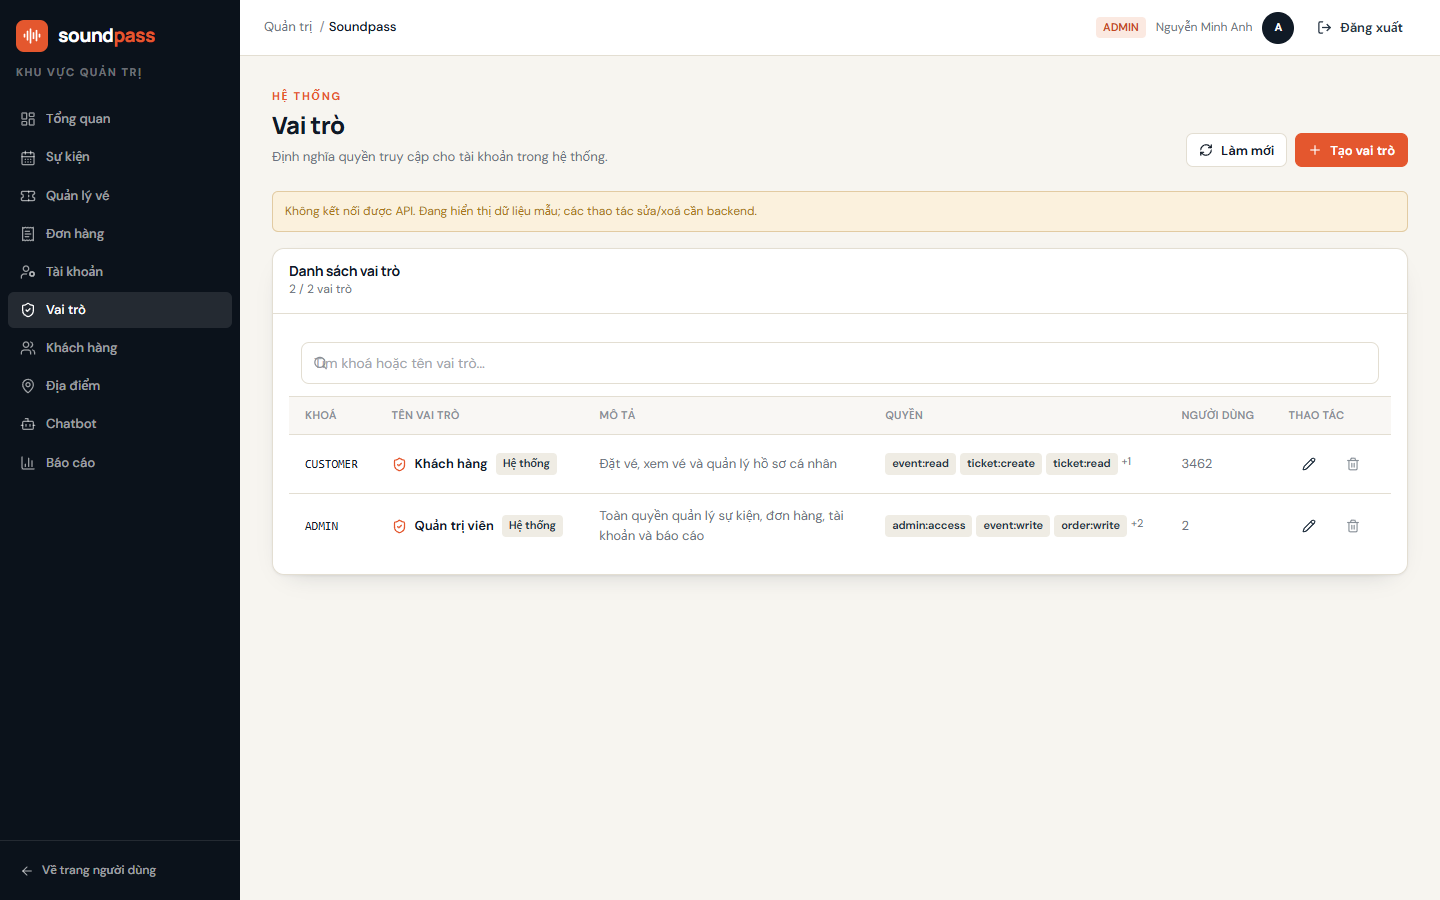 soundpass
KHU VỰC QUẢN TRỊ
Tổng quan
Sự kiện
Quản lý vé
Đơn hàng
Tài khoản
Vai trò
Khách hàng
Địa điểm
Chatbot
Báo cáo
Về trang người dùng
Quản trị / Soundpass
ADMIN Nguyễn Minh Anh A Đăng xuất
HỆ THỐNG
Vai trò
Định nghĩa quyền truy cập cho tài khoản trong hệ thống.
Làm mới
Tạo vai trò
Không kết nối được API. Đang hiển thị dữ liệu mẫu; các thao tác sửa/xoá cần backend.
Danh sách vai trò
2 / 2 vai trò
Tìm khoá hoặc tên vai trò...
KHOÁ TÊN VAI TRÒ MÔ TẢ QUYỀN NGƯỜI DÙNG THAO TÁC
CUSTOMER Khách hàng Hệ thống Đặt vé, xem vé và quản lý hồ sơ cá nhân event:read ticket:create ticket:read +1 3462
ADMIN Quản trị viên Hệ thống Toàn quyền quản lý sự kiện, đơn hàng, tài khoản và báo cáo admin:access event:write order:write +2 2